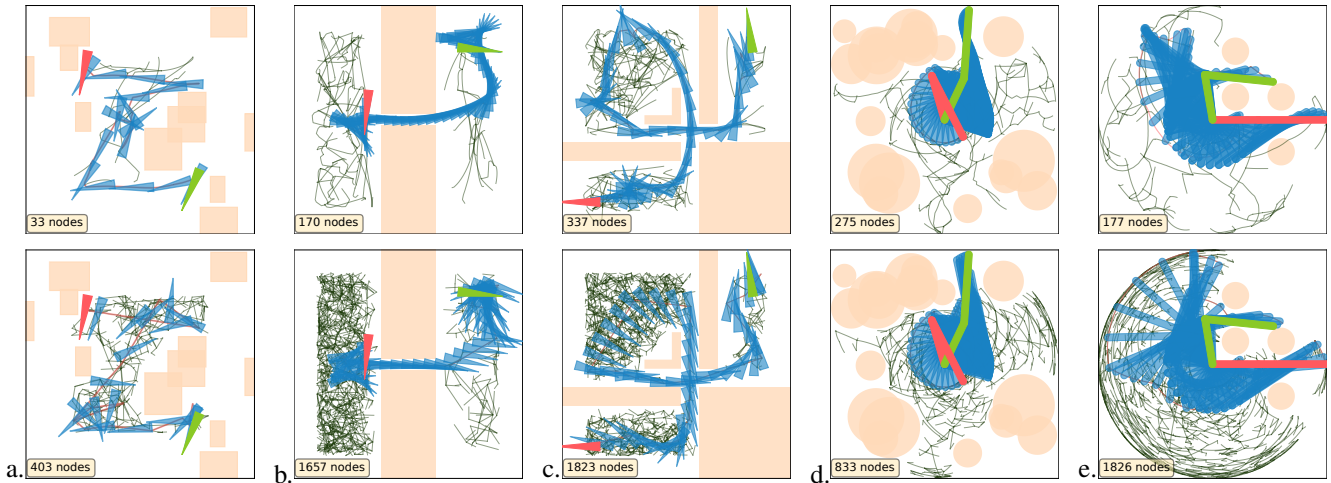 33 nodes
170 nodes
337 nodes
275 nodes
177 nodes
a. 403 nodes
b. 1657 nodes
c. 1823 nodes
d. 833 nodes
e. 1826 nodes